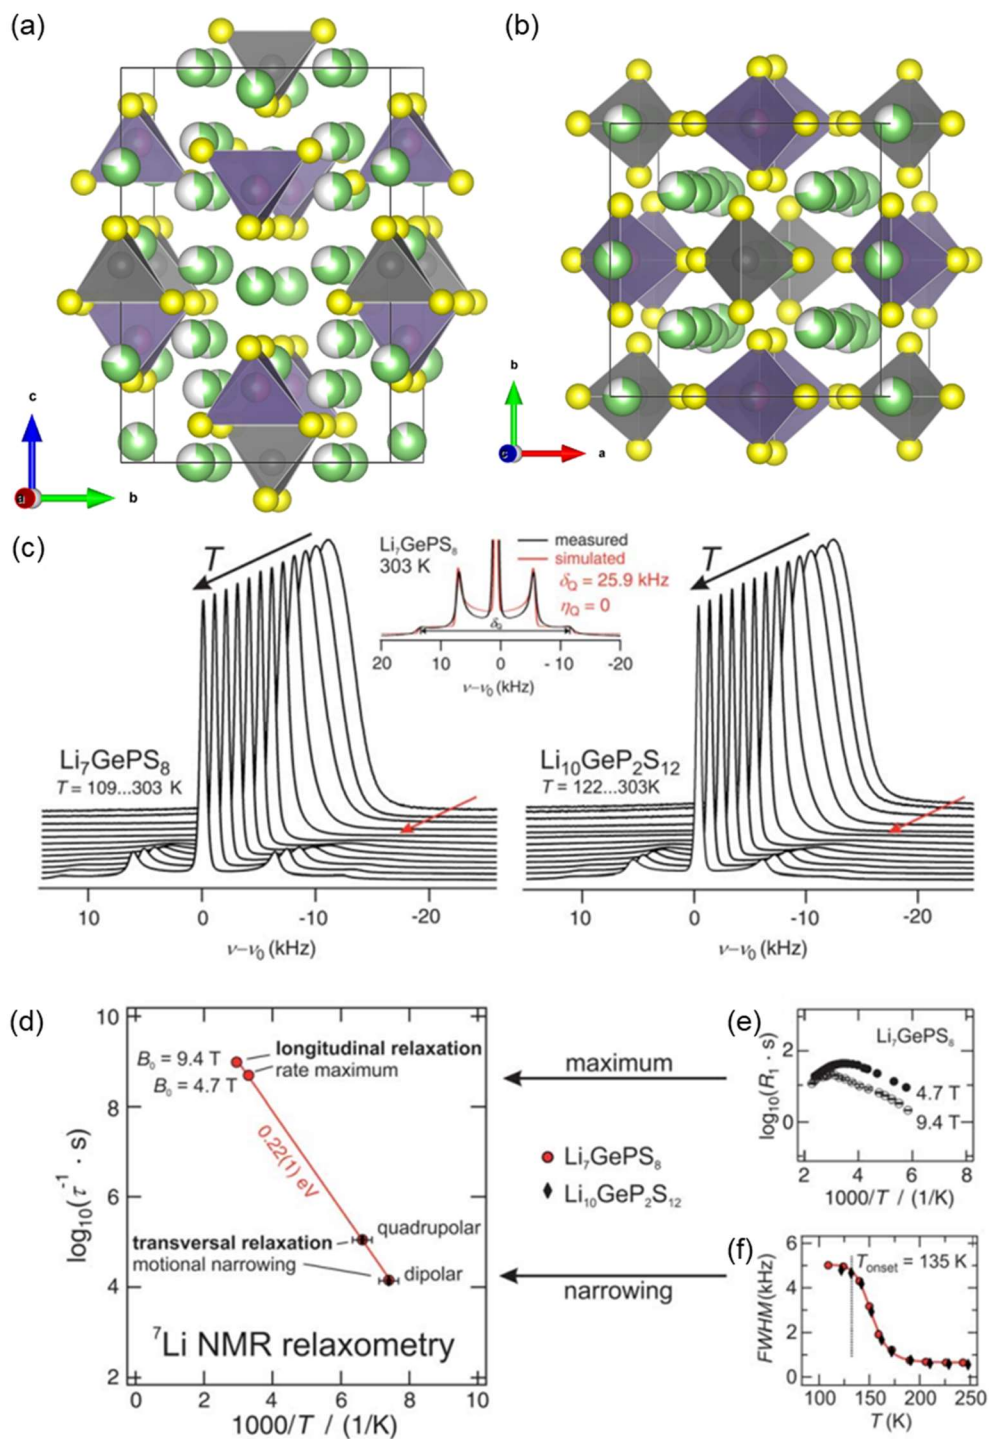 (a)
(b)
c
a
b
b
c
a
(c)
T
Li₇GePS₈
303 K
measured
simulated
δQ = 25.9 kHz
ηQ = 0
δQ
20 10 0 -10 -20
ν–ν₀ (kHz)
T
Li₇GePS₈
T = 109...303 K
10 0 -10 -20
ν–ν₀ (kHz)
Li₁₀GeP₂S₁₂
T = 122...303K
10 0 -10 -20
ν–ν₀ (kHz)
(d)
10
8
6
4
2
log₁₀(τ⁻¹ · s)
B₀ = 9.4 T
B₀ = 4.7 T
longitudinal relaxation
rate maximum
0.22(1) eV
transversal relaxation
motional narrowing
quadrupolar
dipolar
⁷Li NMR relaxometry
0 2 4 6 8 10
1000/T / (1/K)
maximum
Li₇GePS₈
Li₁₀GeP₂S₁₂
narrowing
(e)
Li₇GePS₈
log₁₀(R₁ · s)
2
0
4.7 T
9.4 T
2 4 6 8
1000/T / (1/K)
(f)
FWHM (kHz)
6
4
2
0
Tonset = 135 K
100 150 200 250
T (K)